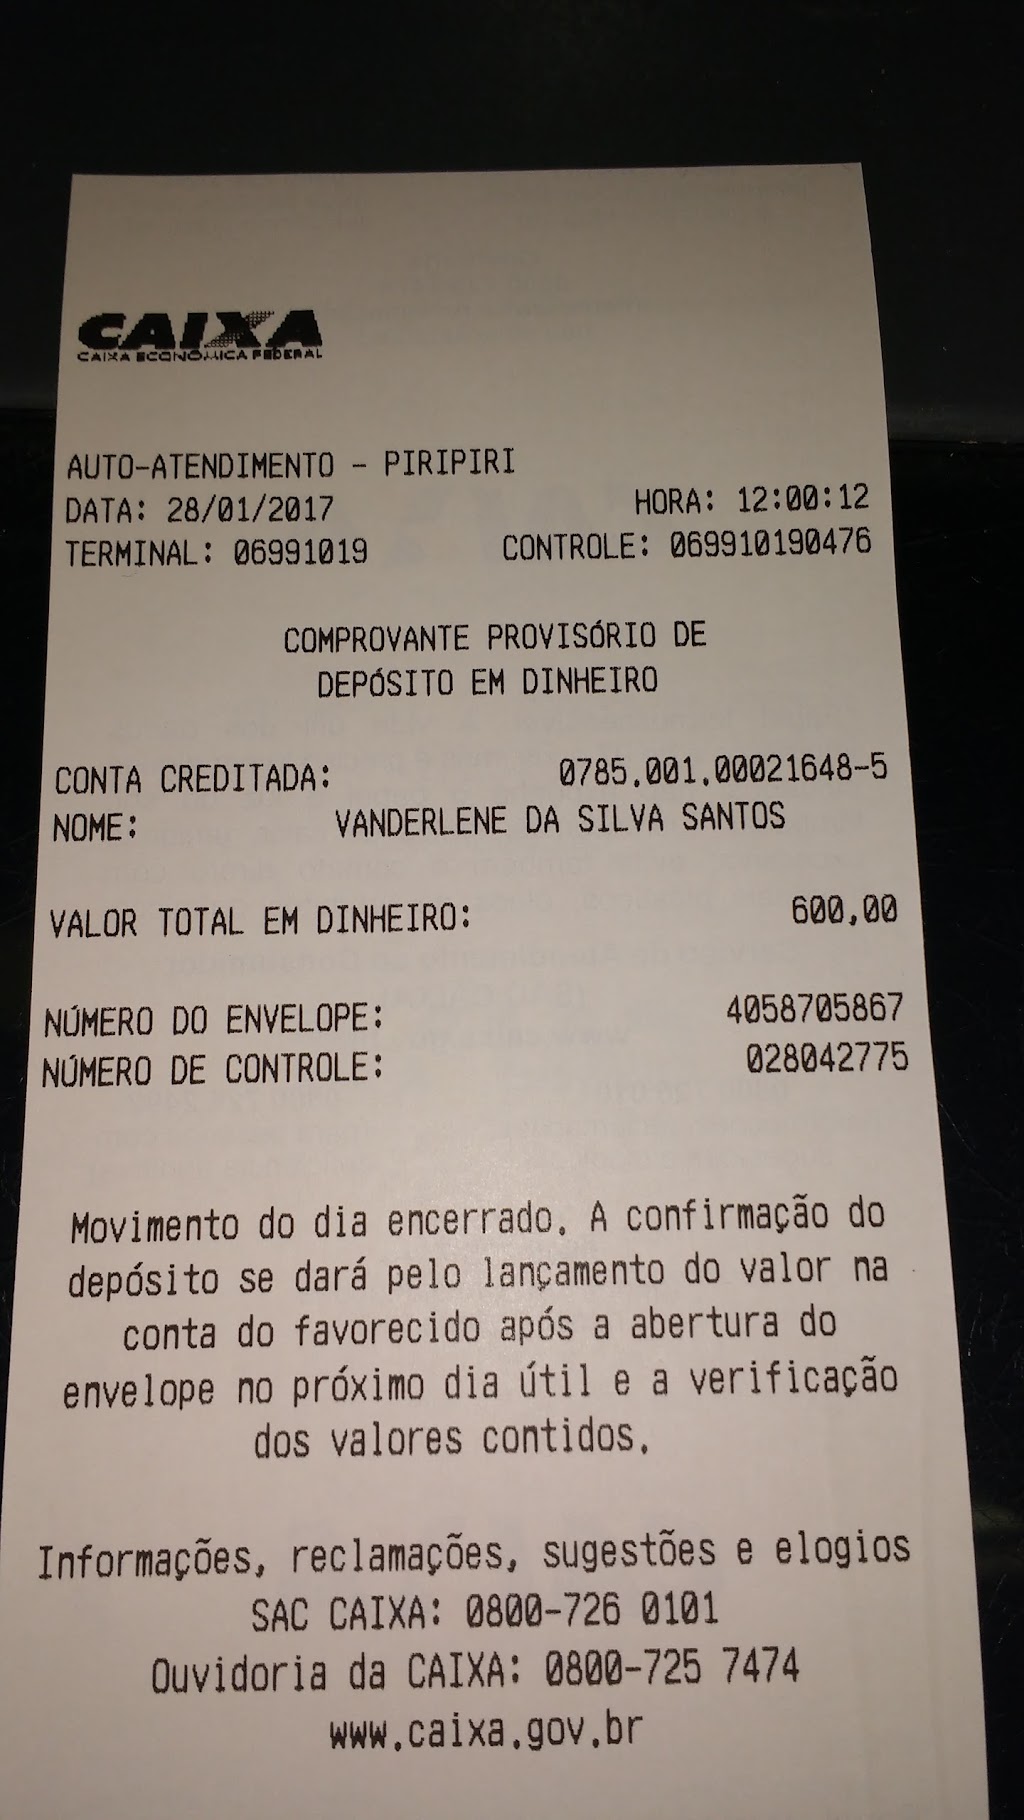 CAIXA
CAIXA ECONÔMICA FEDERAL
AUTO-ATENDIMENTO - PIRIPIRI
DATA: 28/01/2017 HORA: 12:00:12
TERMINAL: 06991019 CONTROLE: 069910190476
COMPROVANTE PROVISÓRIO DE
DEPÓSITO EM DINHEIRO
CONTA CREDITADA: 0785.001.00021648-5
NOME: VANDERLENE DA SILVA SANTOS
VALOR TOTAL EM DINHEIRO: 600,00
NÚMERO DO ENVELOPE: 4058705867
NÚMERO DE CONTROLE: 028042775
Movimento do dia encerrado. A confirmação do
depósito se dará pelo lançamento do valor na
conta do favorecido após a abertura do
envelope no próximo dia útil e a verificação
dos valores contidos.
Informações, reclamações, sugestões e elogios
SAC CAIXA: 0800-726 0101
Ouvidoria da CAIXA: 0800-725 7474
www.caixa.gov.br